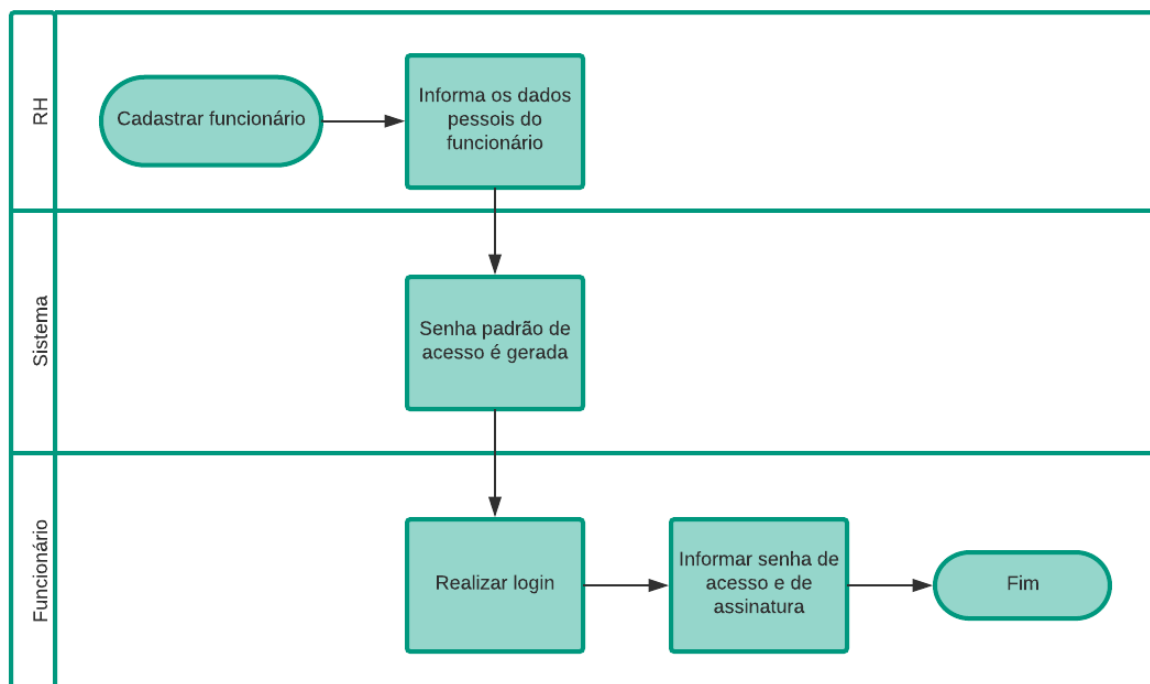 RH
Cadastrar funcionário
Informa os dados
pessois do
funcionário
Sistema
Senha padrão de
acesso é gerada
Funcionário
Realizar login
Informar senha de
acesso e de
assinatura
Fim